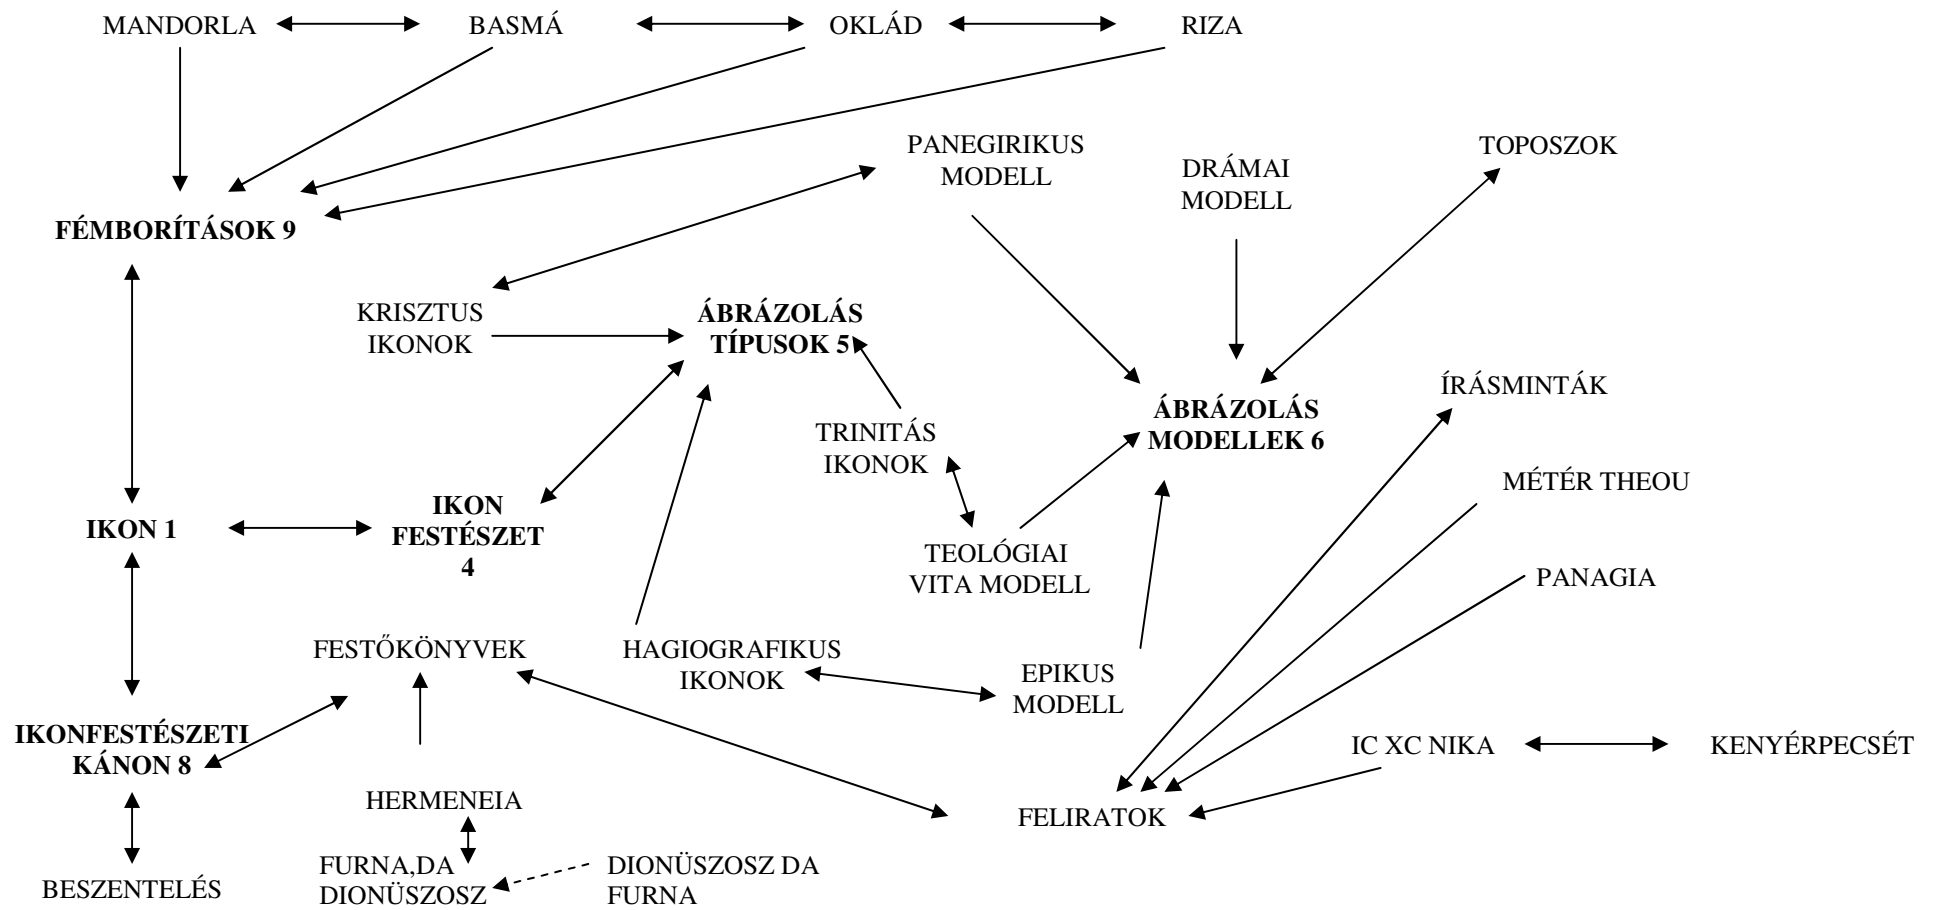 MANDORLA
BASMÁ
OKLÁD
RIZA
PANEGIRIKUS
MODELL
DRÁMAI
MODELL
TOPOSZOK
FÉMBORÍTÁSOK 9
KRISZTUS
IKONOK
ÁBRÁZOLÁS
TÍPUSOK 5
ÁBRÁZOLÁS
MODELLEK 6
ÍRÁSMINTÁK
TRINITÁS
IKONOK
MÉTÉR THEOU
IKON 1
IKON
FESTÉSZET
4
TEOLÓGIAI
VITA MODELL
PANAGIA
FESTŐKÖNYVEK
HAGIOGRAFIKUS
IKONOK
EPIKUS
MODELL
IKONFESTÉSZETI
KÁNON 8
IC XC NIKA
KENYÉRPECSÉT
HERMENEIA
FELIRATOK
BESZENTELÉS
FURNA,DA
DIONÜSZOSZ
DIONÜSZOSZ DA
FURNA